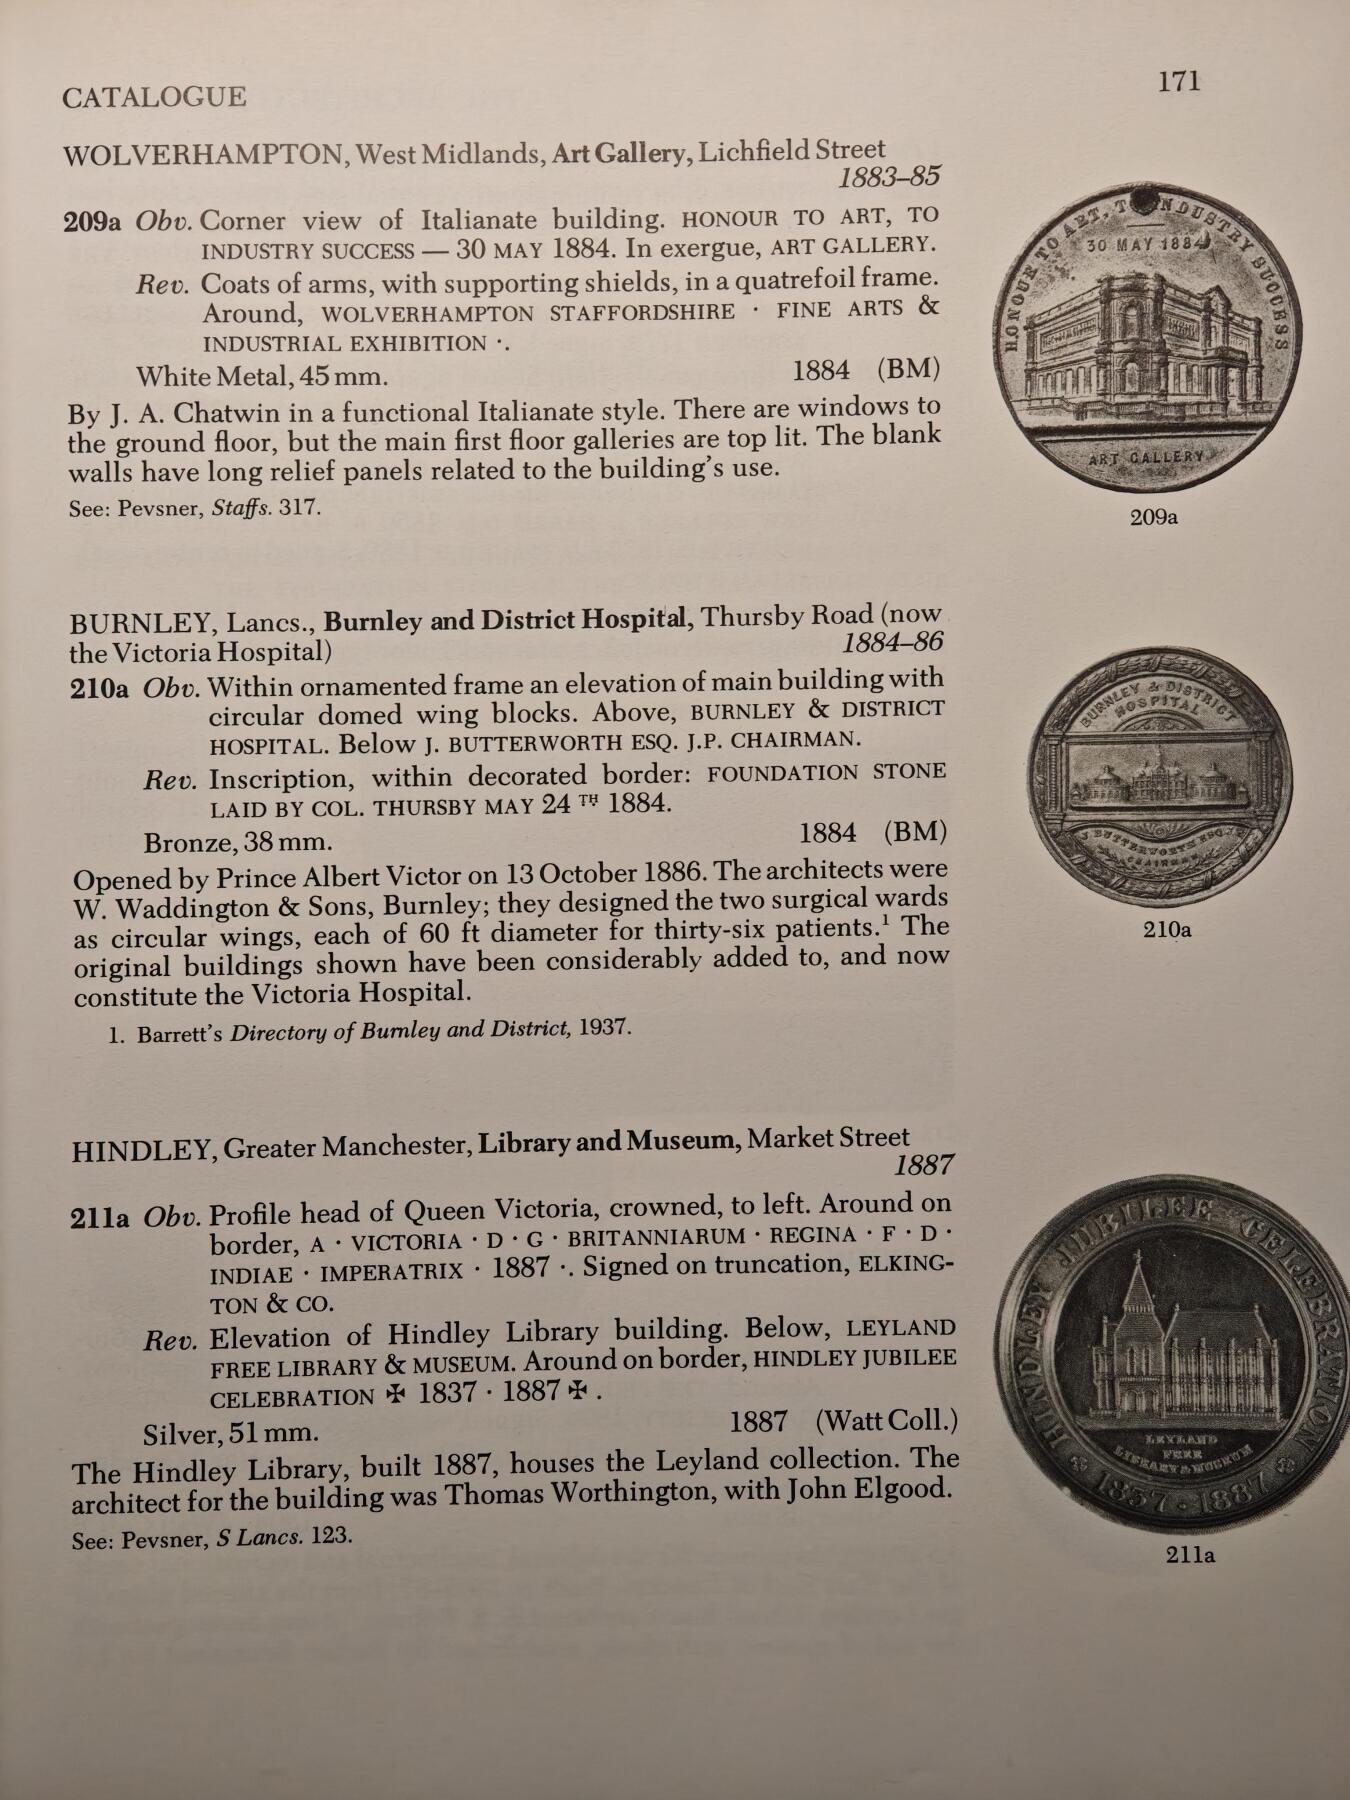 CATALOGUE
171
WOLVERHAMPTON, West Midlands, Art Gallery, Lichfield Street
1883–85
209a Obv. Corner view of Italianate building. HONOUR TO ART, TO
INDUSTRY SUCCESS — 30 MAY 1884. In exergue, ART GALLERY.
Rev. Coats of arms, with supporting shields, in a quatrefoil frame.
Around, WOLVERHAMPTON STAFFORDSHIRE · FINE ARTS &
INDUSTRIAL EXHIBITION ·.
White Metal, 45 mm. 1884 (BM)
By J. A. Chatwin in a functional Italianate style. There are windows to
the ground floor, but the main first floor galleries are top lit. The blank
walls have long relief panels related to the building's use.
See: Pevsner, Staffs. 317.
HONOUR TO ART, T INDUSTRY SUCCESS
30 MAY 1884
ART GALLERY
209a
BURNLEY, Lancs., Burnley and District Hospital, Thursby Road (now
the Victoria Hospital) 1884–86
210a Obv. Within ornamented frame an elevation of main building with
circular domed wing blocks. Above, BURNLEY & DISTRICT
HOSPITAL. Below J. BUTTERWORTH ESQ. J.P. CHAIRMAN.
Rev. Inscription, within decorated border: FOUNDATION STONE
LAID BY COL. THURSBY MAY 24 TH 1884.
Bronze, 38 mm. 1884 (BM)
Opened by Prince Albert Victor on 13 October 1886. The architects were
W. Waddington & Sons, Burnley; they designed the two surgical wards
as circular wings, each of 60 ft diameter for thirty-six patients.¹ The
original buildings shown have been considerably added to, and now
constitute the Victoria Hospital.
1. Barrett's Directory of Burnley and District, 1937.
BURNLEY & DISTRICT
HOSPITAL
J. BUTTERWORTH ESQ. J.P.
CHAIRMAN
210a
HINDLEY, Greater Manchester, Library and Museum, Market Street
1887
211a Obv. Profile head of Queen Victoria, crowned, to left. Around on
border, A · VICTORIA · D · G · BRITANNIARUM · REGINA · F · D ·
INDIAE · IMPERATRIX · 1887 ·. Signed on truncation, ELKING-
TON & CO.
Rev. Elevation of Hindley Library building. Below, LEYLAND
FREE LIBRARY & MUSEUM. Around on border, HINDLEY JUBILEE
CELEBRATION ✠ 1837 · 1887 ✠ .
Silver, 51 mm. 1887 (Watt Coll.)
The Hindley Library, built 1887, houses the Leyland collection. The
architect for the building was Thomas Worthington, with John Elgood.
See: Pevsner, S Lancs. 123.
HINDLEY JUBILEE CELEBRATION
LEYLAND
FREE
LIBRARY & MUSEUM
1837 · 1887
211a